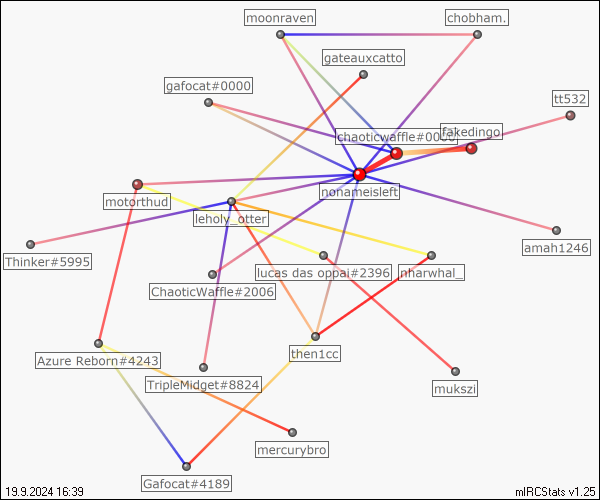 moonraven
chobham.
gateauxcatto
gafocat#0000
tt532
fakedingo
chaoticwaffle#0000
nonameisleft
motorthud
leholy_otter
amah1246
Thinker#5995
lucas das oppai#2396
nharwhal_
ChaoticWaffle#2006
then1cc
Azure Reborn#4243
TripleMidget#8824
mukszi
mercurybro
Gafocat#4189
19.9.2024 16:39
mIRCStats v1.25